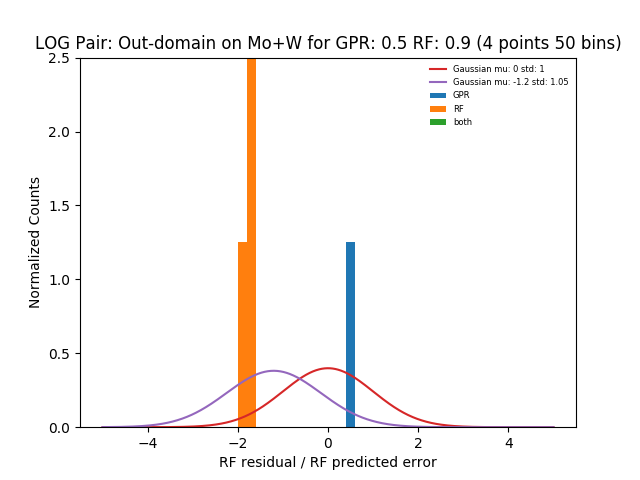 LOG Pair: Out-domain on Mo+W for GPR: 0.5 RF: 0.9 (4 points 50 bins)
Gaussian mu: 0 std: 1
Gaussian mu: -1.2 std: 1.05
GPR
RF
both
Normalized Counts
2.5
2.0
1.5
1.0
0.5
0.0
−4
−2
0
2
4
RF residual / RF predicted error